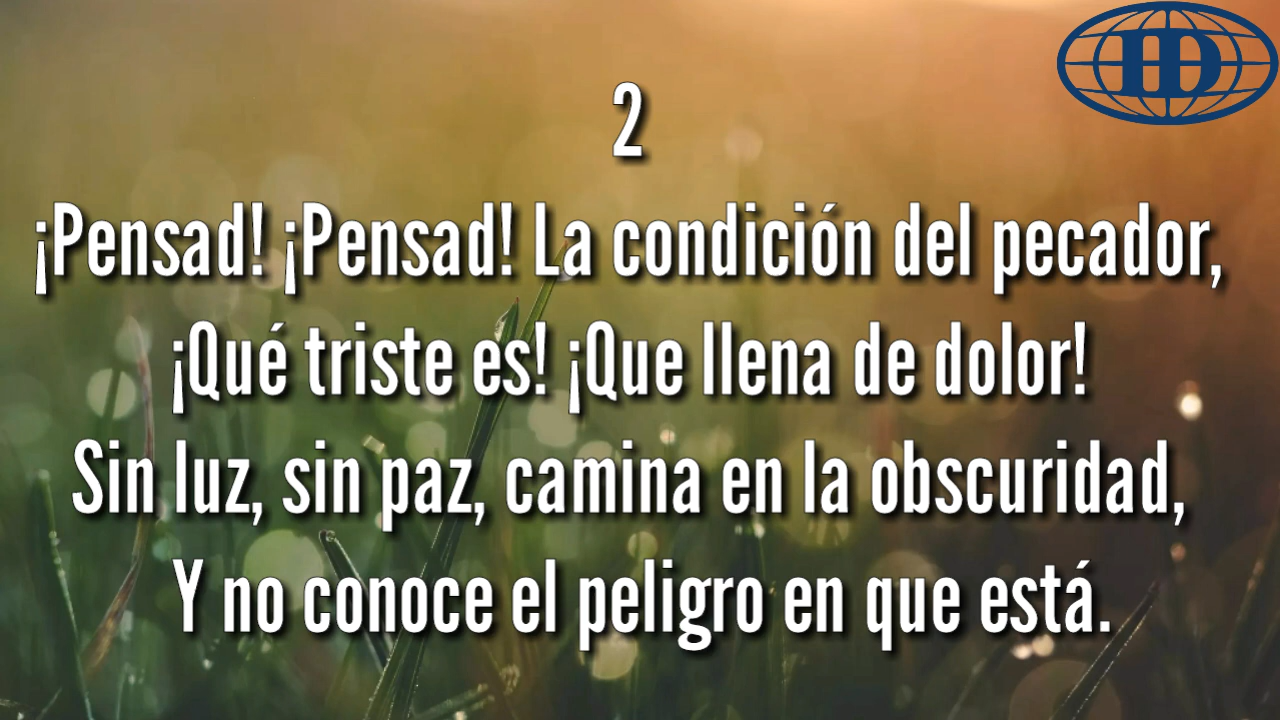 ID
2
¡Pensad! ¡Pensad! La condición del pecador,
¡Qué triste es! ¡Que llena de dolor!
Sin luz, sin paz, camina en la obscuridad,
Y no conoce el peligro en que está.